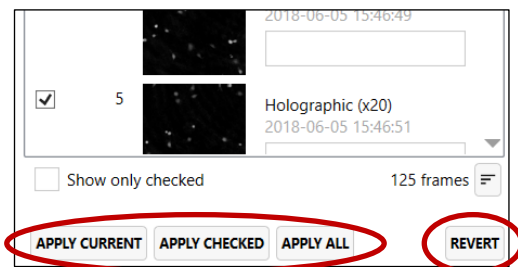 2018-06-05 15:46:49
5
Holographic (x20)
2018-06-05 15:46:51
Show only checked
125 frames
APPLY CURRENT APPLY CHECKED APPLY ALL REVERT